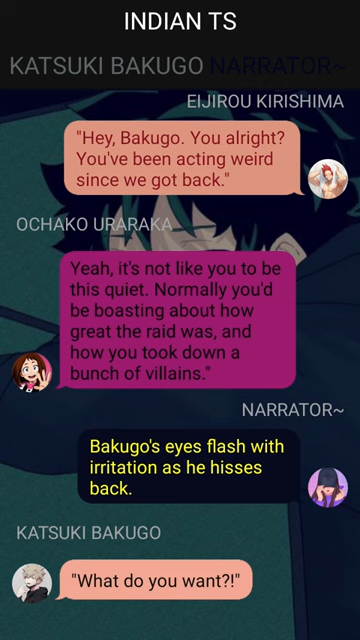 INDIAN TS
KATSUKI BAKUGO NARRATOR~
EIJIROU KIRISHIMA
"Hey, Bakugo. You alright?
You've been acting weird
since we got back."
OCHAKO URARAKA
Yeah, it's not like you to be
this quiet. Normally you'd
be boasting about how
great the raid was, and
how you took down a
bunch of villains."
NARRATOR~
Bakugo's eyes flash with
irritation as he hisses
back.
KATSUKI BAKUGO
"What do you want?!"